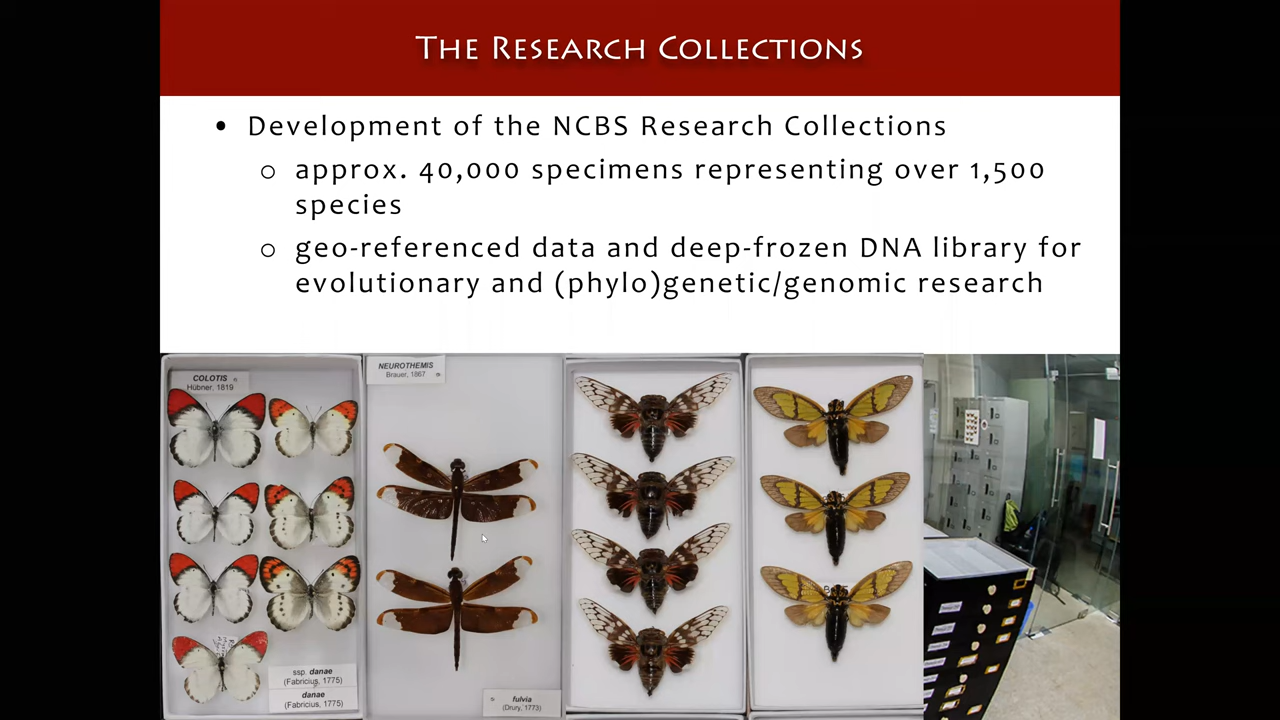 THE RESEARCH COLLECTIONS
• Development of the NCBS Research Collections
o approx. 40,000 specimens representing over 1,500
species
o geo-referenced data and deep-frozen DNA library for
evolutionary and (phylo)genetic/genomic research
COLOTIS
Hübner, 1819
ssp. danae
(Fabricius, 1775)
danae
(Fabricius, 1775)
NEUROTHEMIS
Brauer, 1867
fulvia
(Drury, 1773)